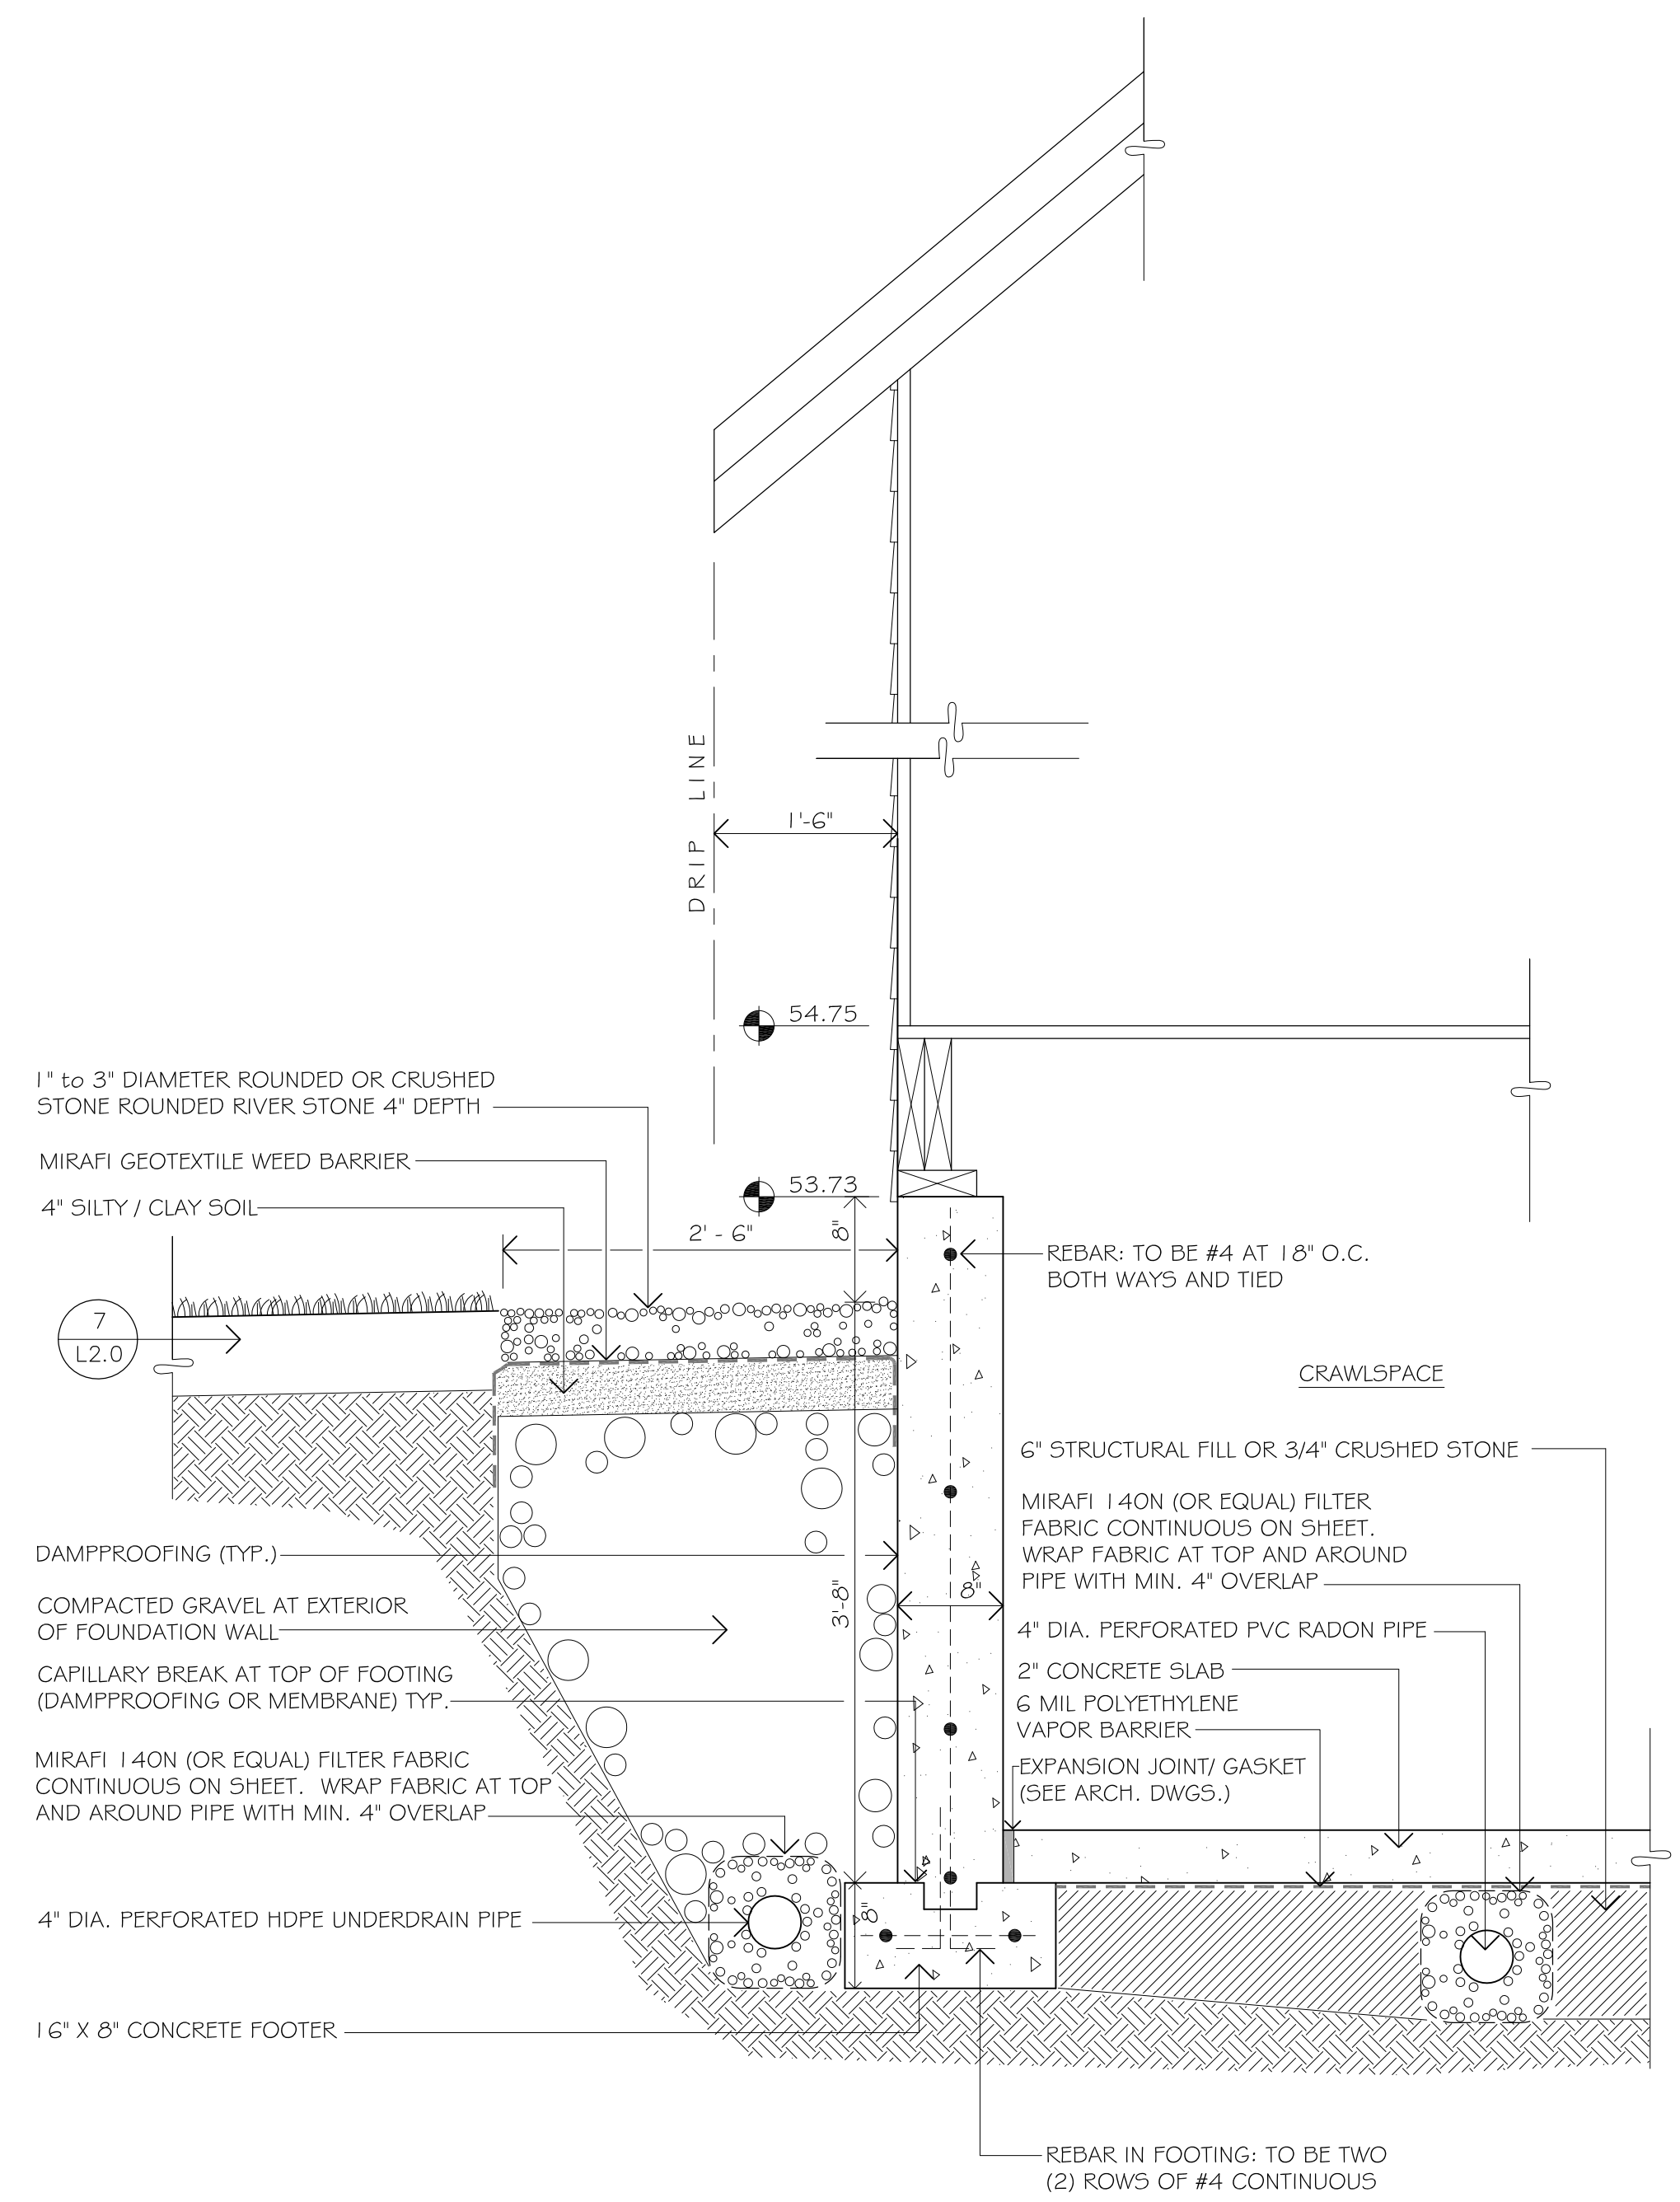 DRIP LINE
1'-6"
54.75
1" to 3" DIAMETER ROUNDED OR CRUSHED
STONE ROUNDED RIVER STONE 4" DEPTH
MIRAFI GEOTEXTILE WEED BARRIER
4" SILTY / CLAY SOIL
53.73
8"
2' - 6"
REBAR: TO BE #4 AT 18" O.C.
BOTH WAYS AND TIED
7
L2.0
CRAWLSPACE
6" STRUCTURAL FILL OR 3/4" CRUSHED STONE
MIRAFI 140N (OR EQUAL) FILTER
FABRIC CONTINUOUS ON SHEET.
WRAP FABRIC AT TOP AND AROUND
PIPE WITH MIN. 4" OVERLAP
DAMPPROOFING (TYP.)
3'-8"
8"
COMPACTED GRAVEL AT EXTERIOR
OF FOUNDATION WALL
4" DIA. PERFORATED PVC RADON PIPE
2" CONCRETE SLAB
CAPILLARY BREAK AT TOP OF FOOTING
(DAMPPROOFING OR MEMBRANE) TYP.
6 MIL POLYETHYLENE
VAPOR BARRIER
EXPANSION JOINT/ GASKET
(SEE ARCH. DWGS.)
MIRAFI 140N (OR EQUAL) FILTER FABRIC
CONTINUOUS ON SHEET. WRAP FABRIC AT TOP
AND AROUND PIPE WITH MIN. 4" OVERLAP
8"
4" DIA. PERFORATED HDPE UNDERDRAIN PIPE
16" X 8" CONCRETE FOOTER
REBAR IN FOOTING: TO BE TWO
(2) ROWS OF #4 CONTINUOUS